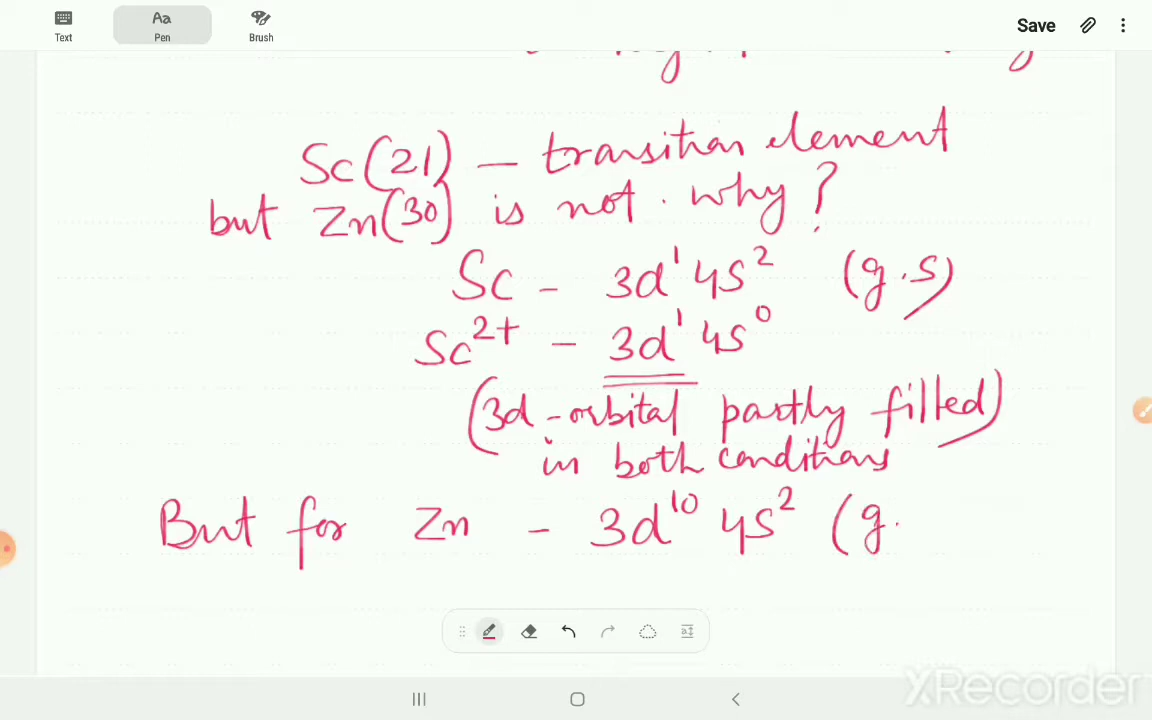 Text
Aa
Pen
Brush
Save
Sc(21) — transition element
but Zn(30) is not. why?
Sc - 3d¹ 4s² (g.s)
Sc²⁺ - 3d¹ 4s⁰
(3d-orbital partly filled)
in both conditions
But for Zn - 3d¹⁰ 4s² (g.
XRecorder